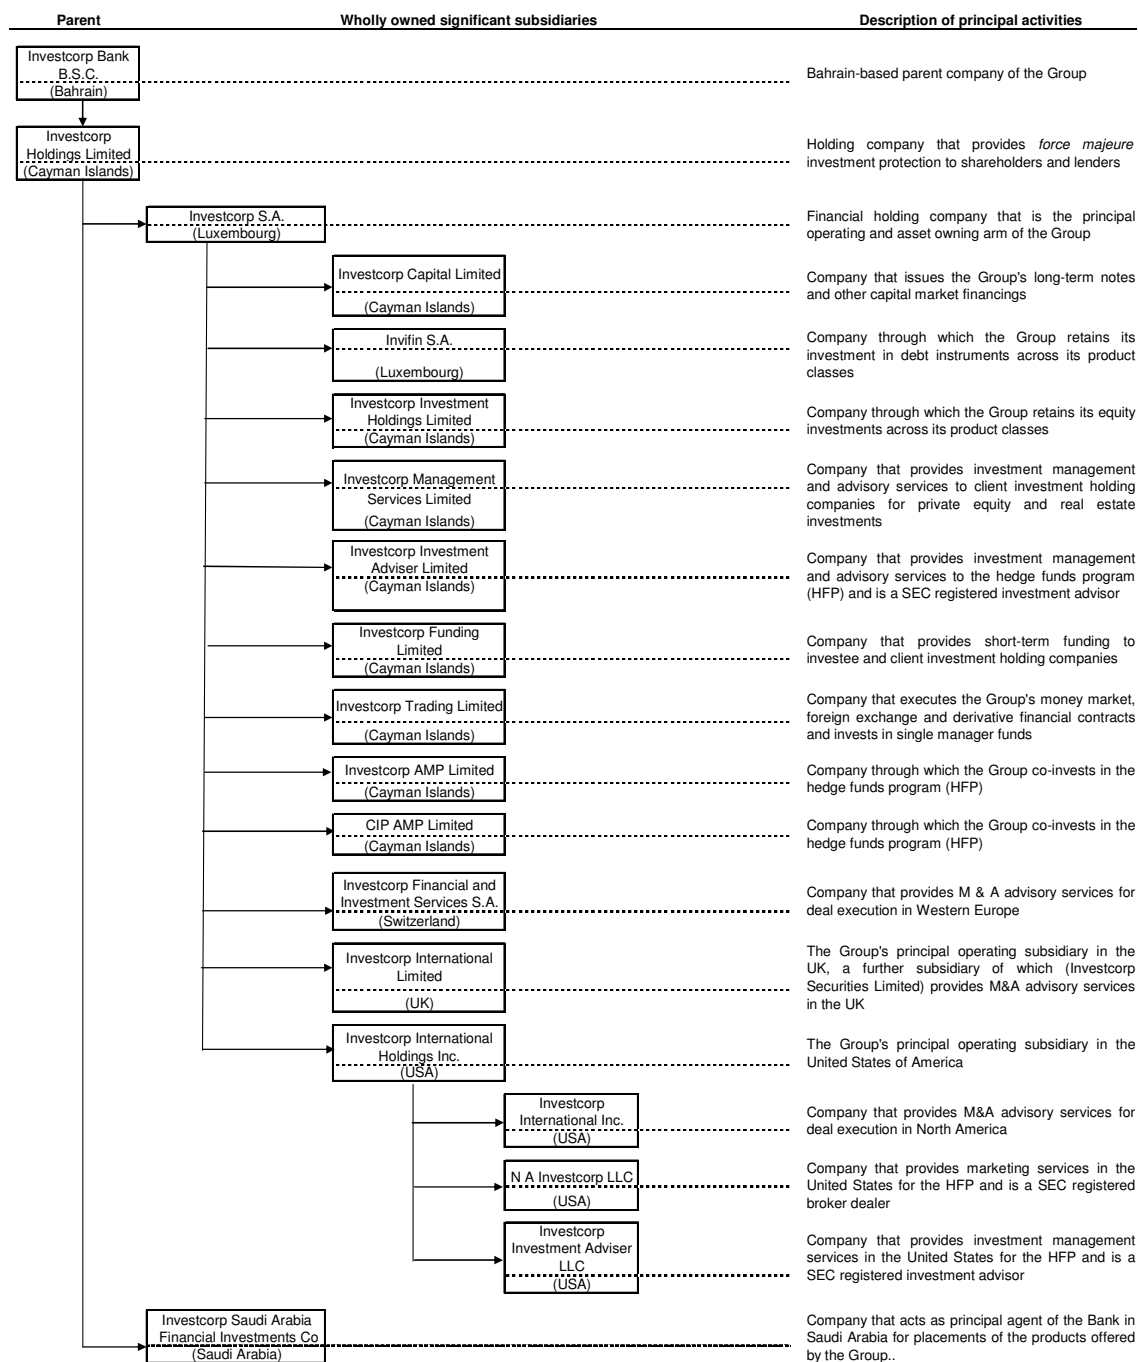 Parent Wholly owned significant subsidiaries Description of principal activities
Investcorp Bank
B.S.C.
(Bahrain)
Bahrain-based parent company of the Group
Investcorp
Holdings Limited
(Cayman Islands)
Holding company that provides force majeure
investment protection to shareholders and lenders
Investcorp S.A.
(Luxembourg)
Financial holding company that is the principal
operating and asset owning arm of the Group
Investcorp Capital Limited
(Cayman Islands)
Company that issues the Group's long-term notes
and other capital market financings
Invifin S.A.
(Luxembourg)
Company through which the Group retains its
investment in debt instruments across its product
classes
Investcorp Investment
Holdings Limited
(Cayman Islands)
Company through which the Group retains its equity
investments across its product classes
Investcorp Management
Services Limited
(Cayman Islands)
Company that provides investment management
and advisory services to client investment holding
companies for private equity and real estate
investments
Investcorp Investment
Adviser Limited
(Cayman Islands)
Company that provides investment management
and advisory services to the hedge funds program
(HFP) and is a SEC registered investment advisor
Investcorp Funding
Limited
(Cayman Islands)
Company that provides short-term funding to
investee and client investment holding companies
Investcorp Trading Limited
(Cayman Islands)
Company that executes the Group's money market,
foreign exchange and derivative financial contracts
and invests in single manager funds
Investcorp AMP Limited
(Cayman Islands)
Company through which the Group co-invests in the
hedge funds program (HFP)
CIP AMP Limited
(Cayman Islands)
Company through which the Group co-invests in the
hedge funds program (HFP)
Investcorp Financial and
Investment Services S.A.
(Switzerland)
Company that provides M & A advisory services for
deal execution in Western Europe
Investcorp International
Limited
(UK)
The Group's principal operating subsidiary in the
UK, a further subsidiary of which (Investcorp
Securities Limited) provides M&A advisory services
in the UK
Investcorp International
Holdings Inc.
(USA)
The Group's principal operating subsidiary in the
United States of America
Investcorp
International Inc.
(USA)
Company that provides M&A advisory services for
deal execution in North America
N A Investcorp LLC
(USA)
Company that provides marketing services in the
United States for the HFP and is a SEC registered
broker dealer
Investcorp
Investment Adviser
LLC
(USA)
Company that provides investment management
services in the United States for the HFP and is a
SEC registered investment advisor
Investcorp Saudi Arabia
Financial Investments Co
(Saudi Arabia)
Company that acts as principal agent of the Bank in
Saudi Arabia for placements of the products offered
by the Group..